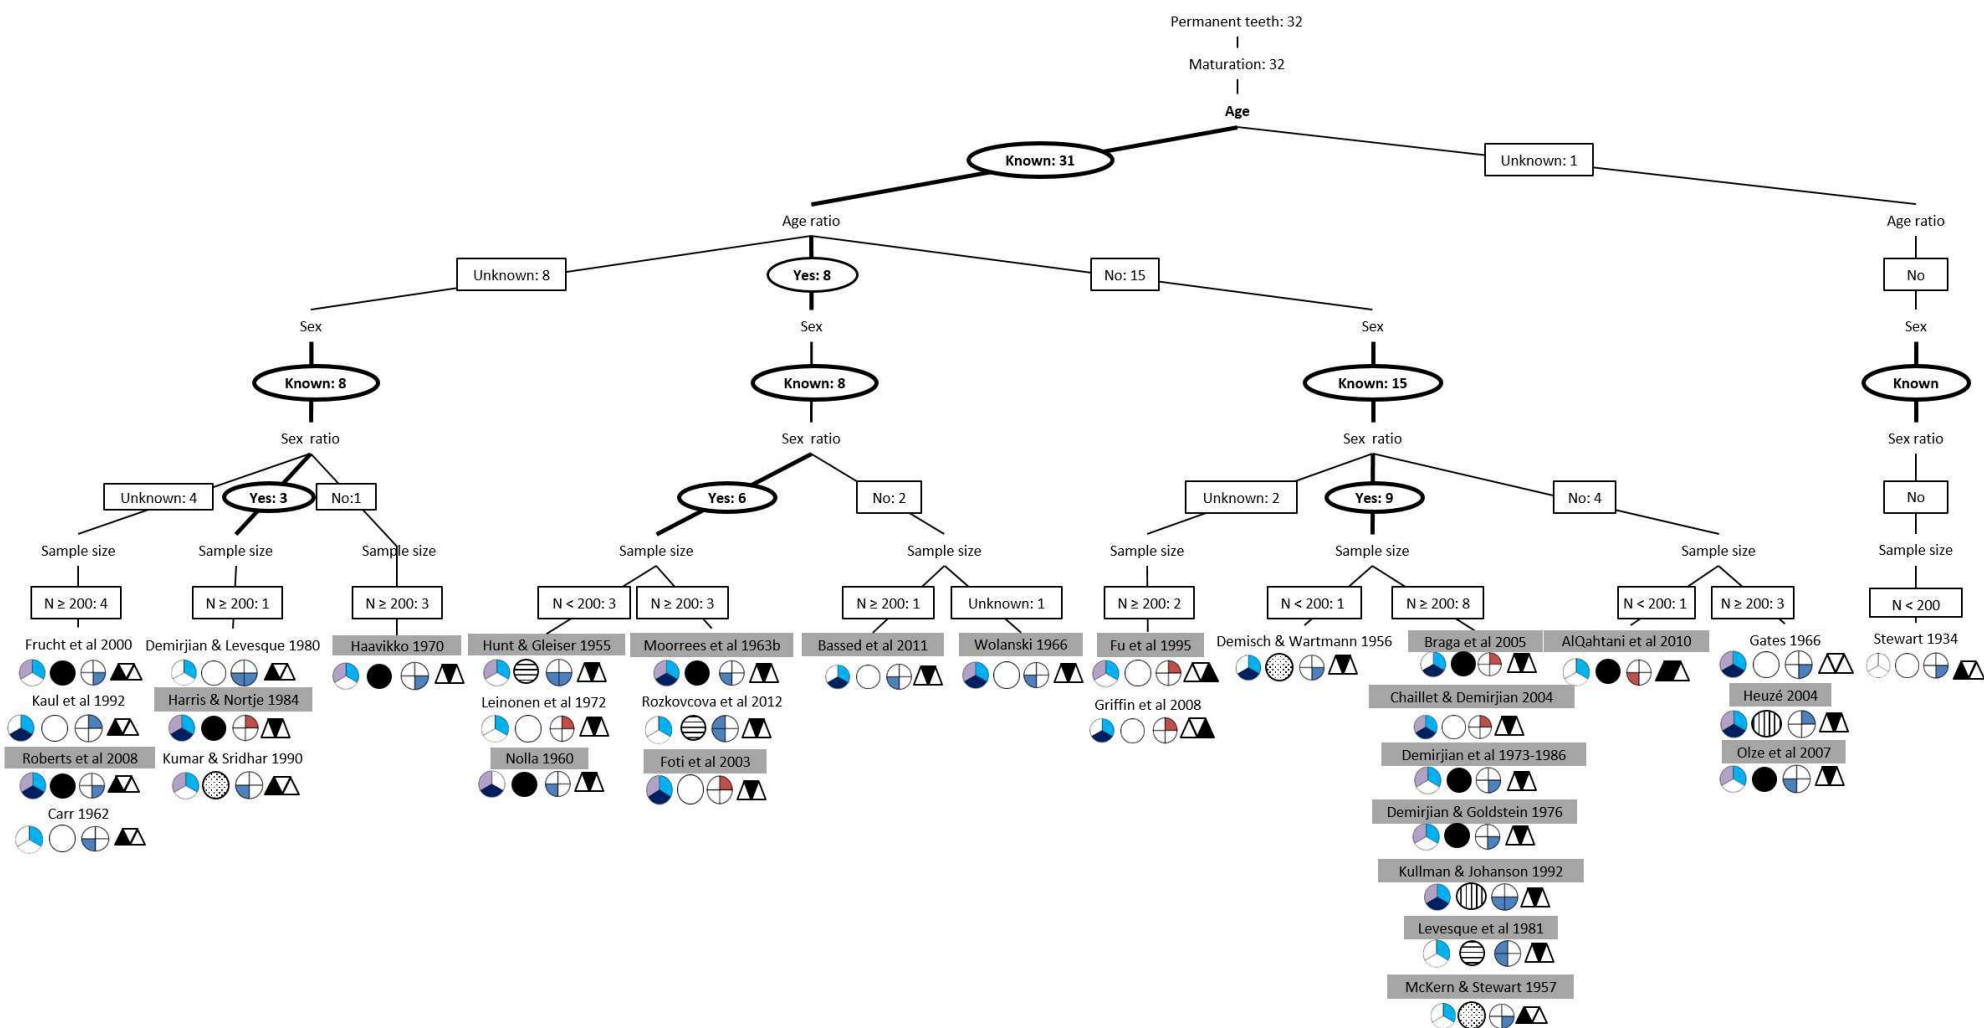 Permanent teeth: 32
Maturation: 32
Age
Known: 31
Unknown: 1
Age ratio
Age ratio
Unknown: 8
Yes: 8
No: 15
No
Sex
Sex
Sex
Sex
Known: 8
Known: 8
Known: 15
Known
Sex ratio
Sex ratio
Sex ratio
Sex ratio
Unknown: 4
Yes: 3
No:1
Yes: 6
No: 2
Unknown: 2
Yes: 9
No: 4
No
Sample size
Sample size
Sample size
Sample size
Sample size
Sample size
Sample size
Sample size
Sample size
N ≥ 200: 4
N ≥ 200: 1
N ≥ 200: 3
N < 200: 3
N ≥ 200: 3
N ≥ 200: 1
Unknown: 1
N ≥ 200: 2
N < 200: 1
N ≥ 200: 8
N < 200: 1
N ≥ 200: 3
N < 200
Frucht et al 2000
Kaul et al 1992
Roberts et al 2008
Carr 1962
Demirjian & Levesque 1980
Harris & Nortje 1984
Kumar & Sridhar 1990
Haavikko 1970
Hunt & Gleiser 1955
Leinonen et al 1972
Nolla 1960
Moorrees et al 1963b
Rozkovcova et al 2012
Foti et al 2003
Bassed et al 2011
Wolanski 1966
Fu et al 1995
Griffin et al 2008
Demisch & Wartmann 1956
Braga et al 2005
Chaillet & Demirjian 2004
Demirjian et al 1973-1986
Demirjian & Goldstein 1976
Kullman & Johanson 1992
Levesque et al 1981
McKern & Stewart 1957
AlQahtani et al 2010
Gates 1966
Heuzé 2004
Olze et al 2007
Stewart 1934